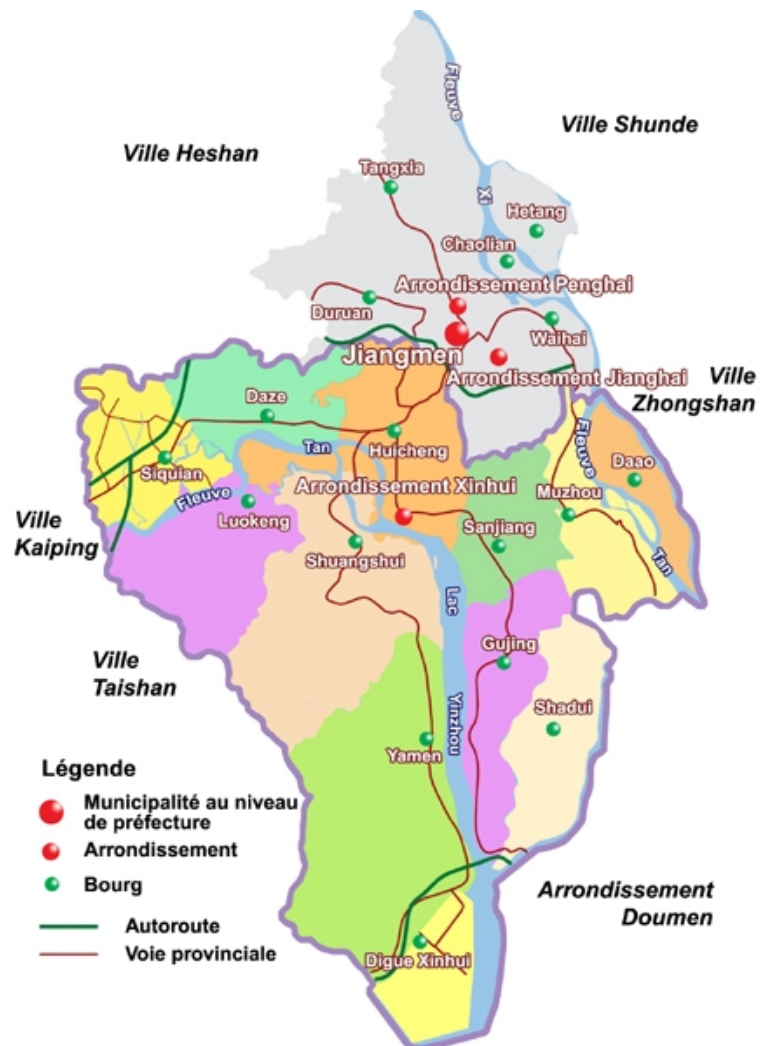 Fleuve
Xi
Ville Shunde
Ville Heshan
Tangxia
Hetang
Chaolian
Arrondissement Penghai
Duruan
Waihai
Jiangmen
Arrondissement Jianghai
Ville
Zhongshan
Daze
Fleuve
Tan
Huicheng
Tan
Daao
Siquian
Fleuve
Arrondissement Xinhui
Muzhou
Luokeng
Sanjiang
Ville
Kaiping
Shuangshui
Lac
Yinzhou
Gujing
Ville
Taishan
Shadui
Yamen
Légende
Municipalité au niveau
de préfecture
Arrondissement
Bourg
Autoroute
Voie provinciale
Arrondissement
Doumen
Digue Xinhui